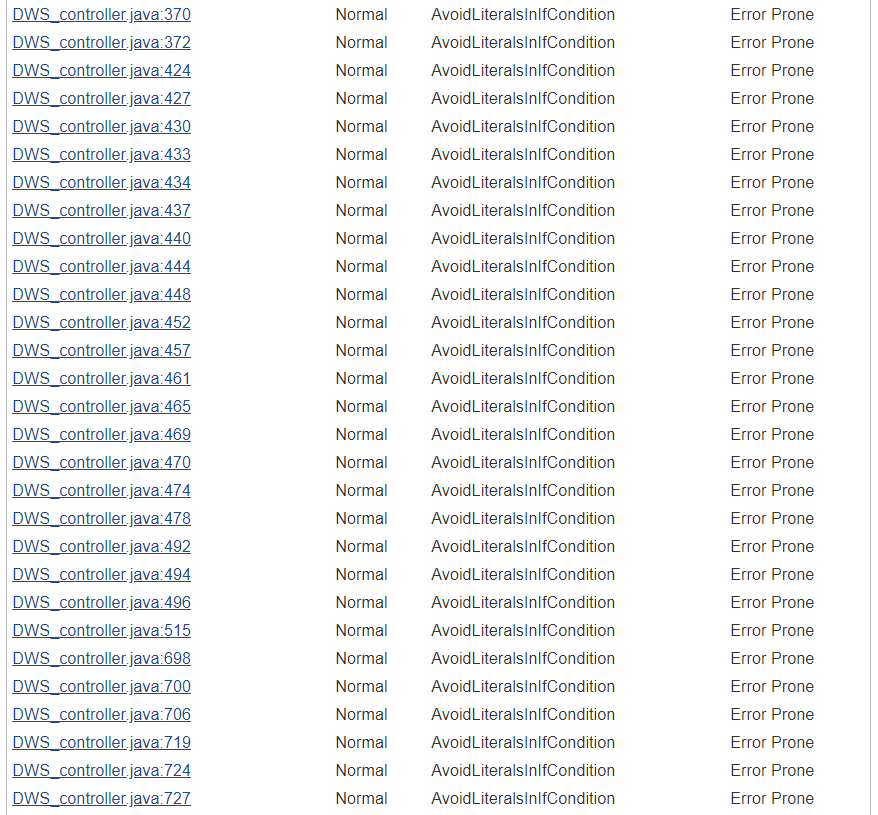 DWS_controller.java:370 Normal AvoidLiteralsInIfCondition Error Prone
DWS_controller.java:372 Normal AvoidLiteralsInIfCondition Error Prone
DWS_controller.java:424 Normal AvoidLiteralsInIfCondition Error Prone
DWS_controller.java:427 Normal AvoidLiteralsInIfCondition Error Prone
DWS_controller.java:430 Normal AvoidLiteralsInIfCondition Error Prone
DWS_controller.java:433 Normal AvoidLiteralsInIfCondition Error Prone
DWS_controller.java:434 Normal AvoidLiteralsInIfCondition Error Prone
DWS_controller.java:437 Normal AvoidLiteralsInIfCondition Error Prone
DWS_controller.java:440 Normal AvoidLiteralsInIfCondition Error Prone
DWS_controller.java:444 Normal AvoidLiteralsInIfCondition Error Prone
DWS_controller.java:448 Normal AvoidLiteralsInIfCondition Error Prone
DWS_controller.java:452 Normal AvoidLiteralsInIfCondition Error Prone
DWS_controller.java:457 Normal AvoidLiteralsInIfCondition Error Prone
DWS_controller.java:461 Normal AvoidLiteralsInIfCondition Error Prone
DWS_controller.java:465 Normal AvoidLiteralsInIfCondition Error Prone
DWS_controller.java:469 Normal AvoidLiteralsInIfCondition Error Prone
DWS_controller.java:470 Normal AvoidLiteralsInIfCondition Error Prone
DWS_controller.java:474 Normal AvoidLiteralsInIfCondition Error Prone
DWS_controller.java:478 Normal AvoidLiteralsInIfCondition Error Prone
DWS_controller.java:492 Normal AvoidLiteralsInIfCondition Error Prone
DWS_controller.java:494 Normal AvoidLiteralsInIfCondition Error Prone
DWS_controller.java:496 Normal AvoidLiteralsInIfCondition Error Prone
DWS_controller.java:515 Normal AvoidLiteralsInIfCondition Error Prone
DWS_controller.java:698 Normal AvoidLiteralsInIfCondition Error Prone
DWS_controller.java:700 Normal AvoidLiteralsInIfCondition Error Prone
DWS_controller.java:706 Normal AvoidLiteralsInIfCondition Error Prone
DWS_controller.java:719 Normal AvoidLiteralsInIfCondition Error Prone
DWS_controller.java:724 Normal AvoidLiteralsInIfCondition Error Prone
DWS_controller.java:727 Normal AvoidLiteralsInIfCondition Error Prone